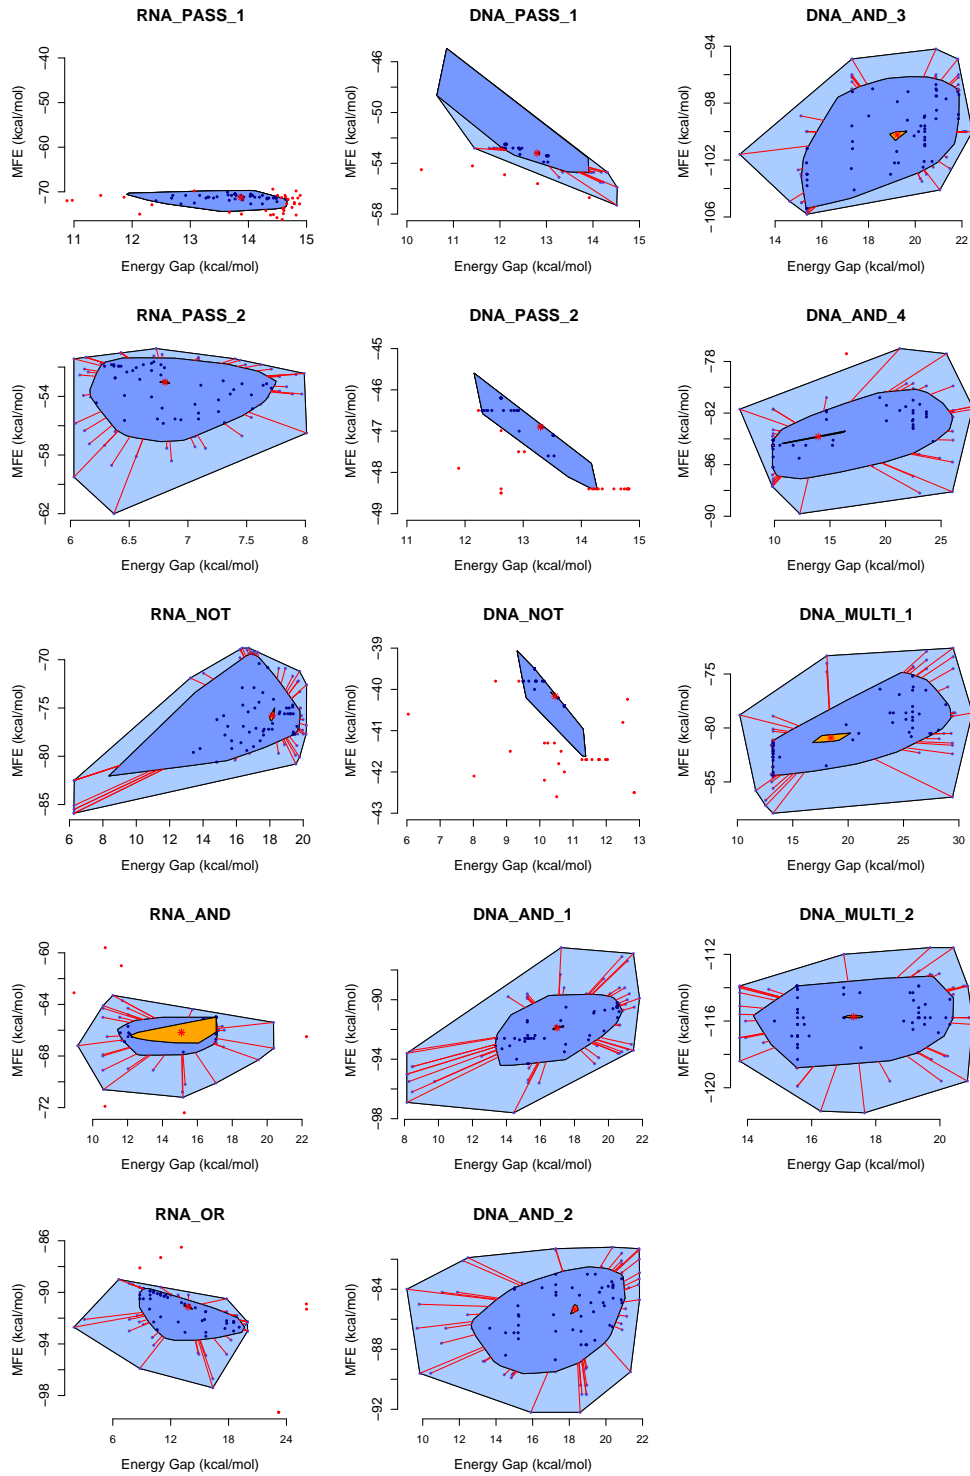 RNA_PASS_1
MFE (kcal/mol)
−40
−50
−60
−70
11 12 13 14 15
Energy Gap (kcal/mol)
DNA_PASS_1
MFE (kcal/mol)
−46
−50
−54
−58
10 11 12 13 14 15
Energy Gap (kcal/mol)
DNA_AND_3
MFE (kcal/mol)
−94
−98
−102
−106
14 16 18 20 22
Energy Gap (kcal/mol)
RNA_PASS_2
MFE (kcal/mol)
−54
−58
−62
6 6.5 7 7.5 8
Energy Gap (kcal/mol)
DNA_PASS_2
MFE (kcal/mol)
−45
−46
−47
−48
−49
11 12 13 14 15
Energy Gap (kcal/mol)
DNA_AND_4
MFE (kcal/mol)
−78
−82
−86
−90
10 15 20 25
Energy Gap (kcal/mol)
RNA_NOT
MFE (kcal/mol)
−70
−75
−80
−85
6 8 10 12 14 16 18 20
Energy Gap (kcal/mol)
DNA_NOT
MFE (kcal/mol)
−39
−40
−41
−42
−43
6 7 8 9 10 11 12 13
Energy Gap (kcal/mol)
DNA_MULTI_1
MFE (kcal/mol)
−75
−80
−85
10 15 20 25 30
Energy Gap (kcal/mol)
RNA_AND
MFE (kcal/mol)
−60
−64
−68
−72
10 12 14 16 18 20 22
Energy Gap (kcal/mol)
DNA_AND_1
MFE (kcal/mol)
−90
−94
−98
8 10 12 14 16 18 20 22
Energy Gap (kcal/mol)
DNA_MULTI_2
MFE (kcal/mol)
−112
−116
−120
14 16 18 20
Energy Gap (kcal/mol)
RNA_OR
MFE (kcal/mol)
−86
−90
−94
−98
6 12 18 24
Energy Gap (kcal/mol)
DNA_AND_2
MFE (kcal/mol)
−84
−88
−92
10 12 14 16 18 20 22
Energy Gap (kcal/mol)